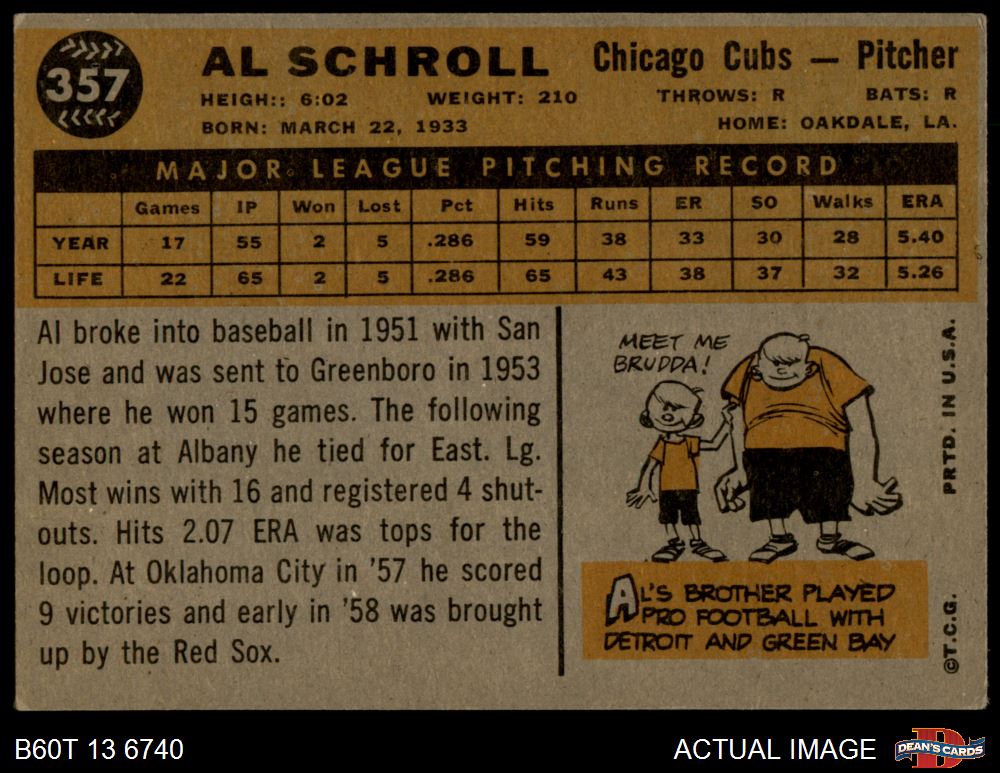 357
AL SCHROLL Chicago Cubs — Pitcher
HEIGH:: 6:02 WEIGHT: 210 THROWS: R BATS: R
BORN: MARCH 22, 1933 HOME: OAKDALE, LA.
MAJOR LEAGUE PITCHING RECORD
Games IP Won Lost Pct Hits Runs ER SO Walks ERA
YEAR 17 55 2 5 .286 59 38 33 30 28 5.40
LIFE 22 65 2 5 .286 65 43 38 37 32 5.26
Al broke into baseball in 1951 with San
Jose and was sent to Greenboro in 1953
where he won 15 games. The following
season at Albany he tied for East. Lg.
Most wins with 16 and registered 4 shut-
outs. Hits 2.07 ERA was tops for the
loop. At Oklahoma City in '57 he scored
9 victories and early in '58 was brought
up by the Red Sox.
MEET ME
BRUDDA!
AL'S BROTHER PLAYED
PRO FOOTBALL WITH
DETROIT AND GREEN BAY
PRTD. IN U.S.A.
©T.C.G.
B60T 13 6740
ACTUAL IMAGE
DEAN'S CARDS